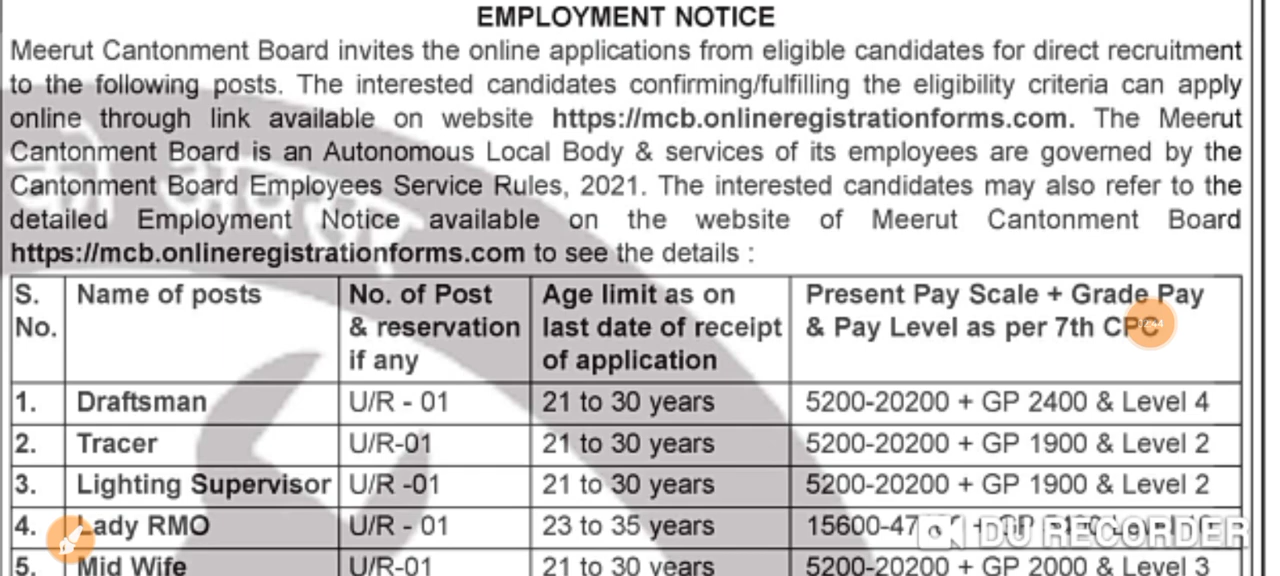 EMPLOYMENT NOTICE
Meerut Cantonment Board invites the online applications from eligible candidates for direct recruitment
to the following posts. The interested candidates confirming/fulfilling the eligibility criteria can apply
online through link available on website https://mcb.onlineregistrationforms.com. The Meerut
Cantonment Board is an Autonomous Local Body & services of its employees are governed by the
Cantonment Board Employees Service Rules, 2021. The interested candidates may also refer to the
detailed Employment Notice available on the website of Meerut Cantonment Board
https://mcb.onlineregistrationforms.com to see the details :
S. No. Name of posts No. of Post & reservation if any Age limit as on last date of receipt of application Present Pay Scale + Grade Pay & Pay Level as per 7th CPC
02:44
1. Draftsman U/R - 01 21 to 30 years 5200-20200 + GP 2400 & Level 4
2. Tracer U/R-01 21 to 30 years 5200-20200 + GP 1900 & Level 2
3. Lighting Supervisor U/R -01 21 to 30 years 5200-20200 + GP 1900 & Level 2
4. Lady RMO U/R - 01 23 to 35 years
DU RECORDER
5. Mid Wife U/R-01 21 to 30 years 5200-20200 + GP 2000 & Level 3